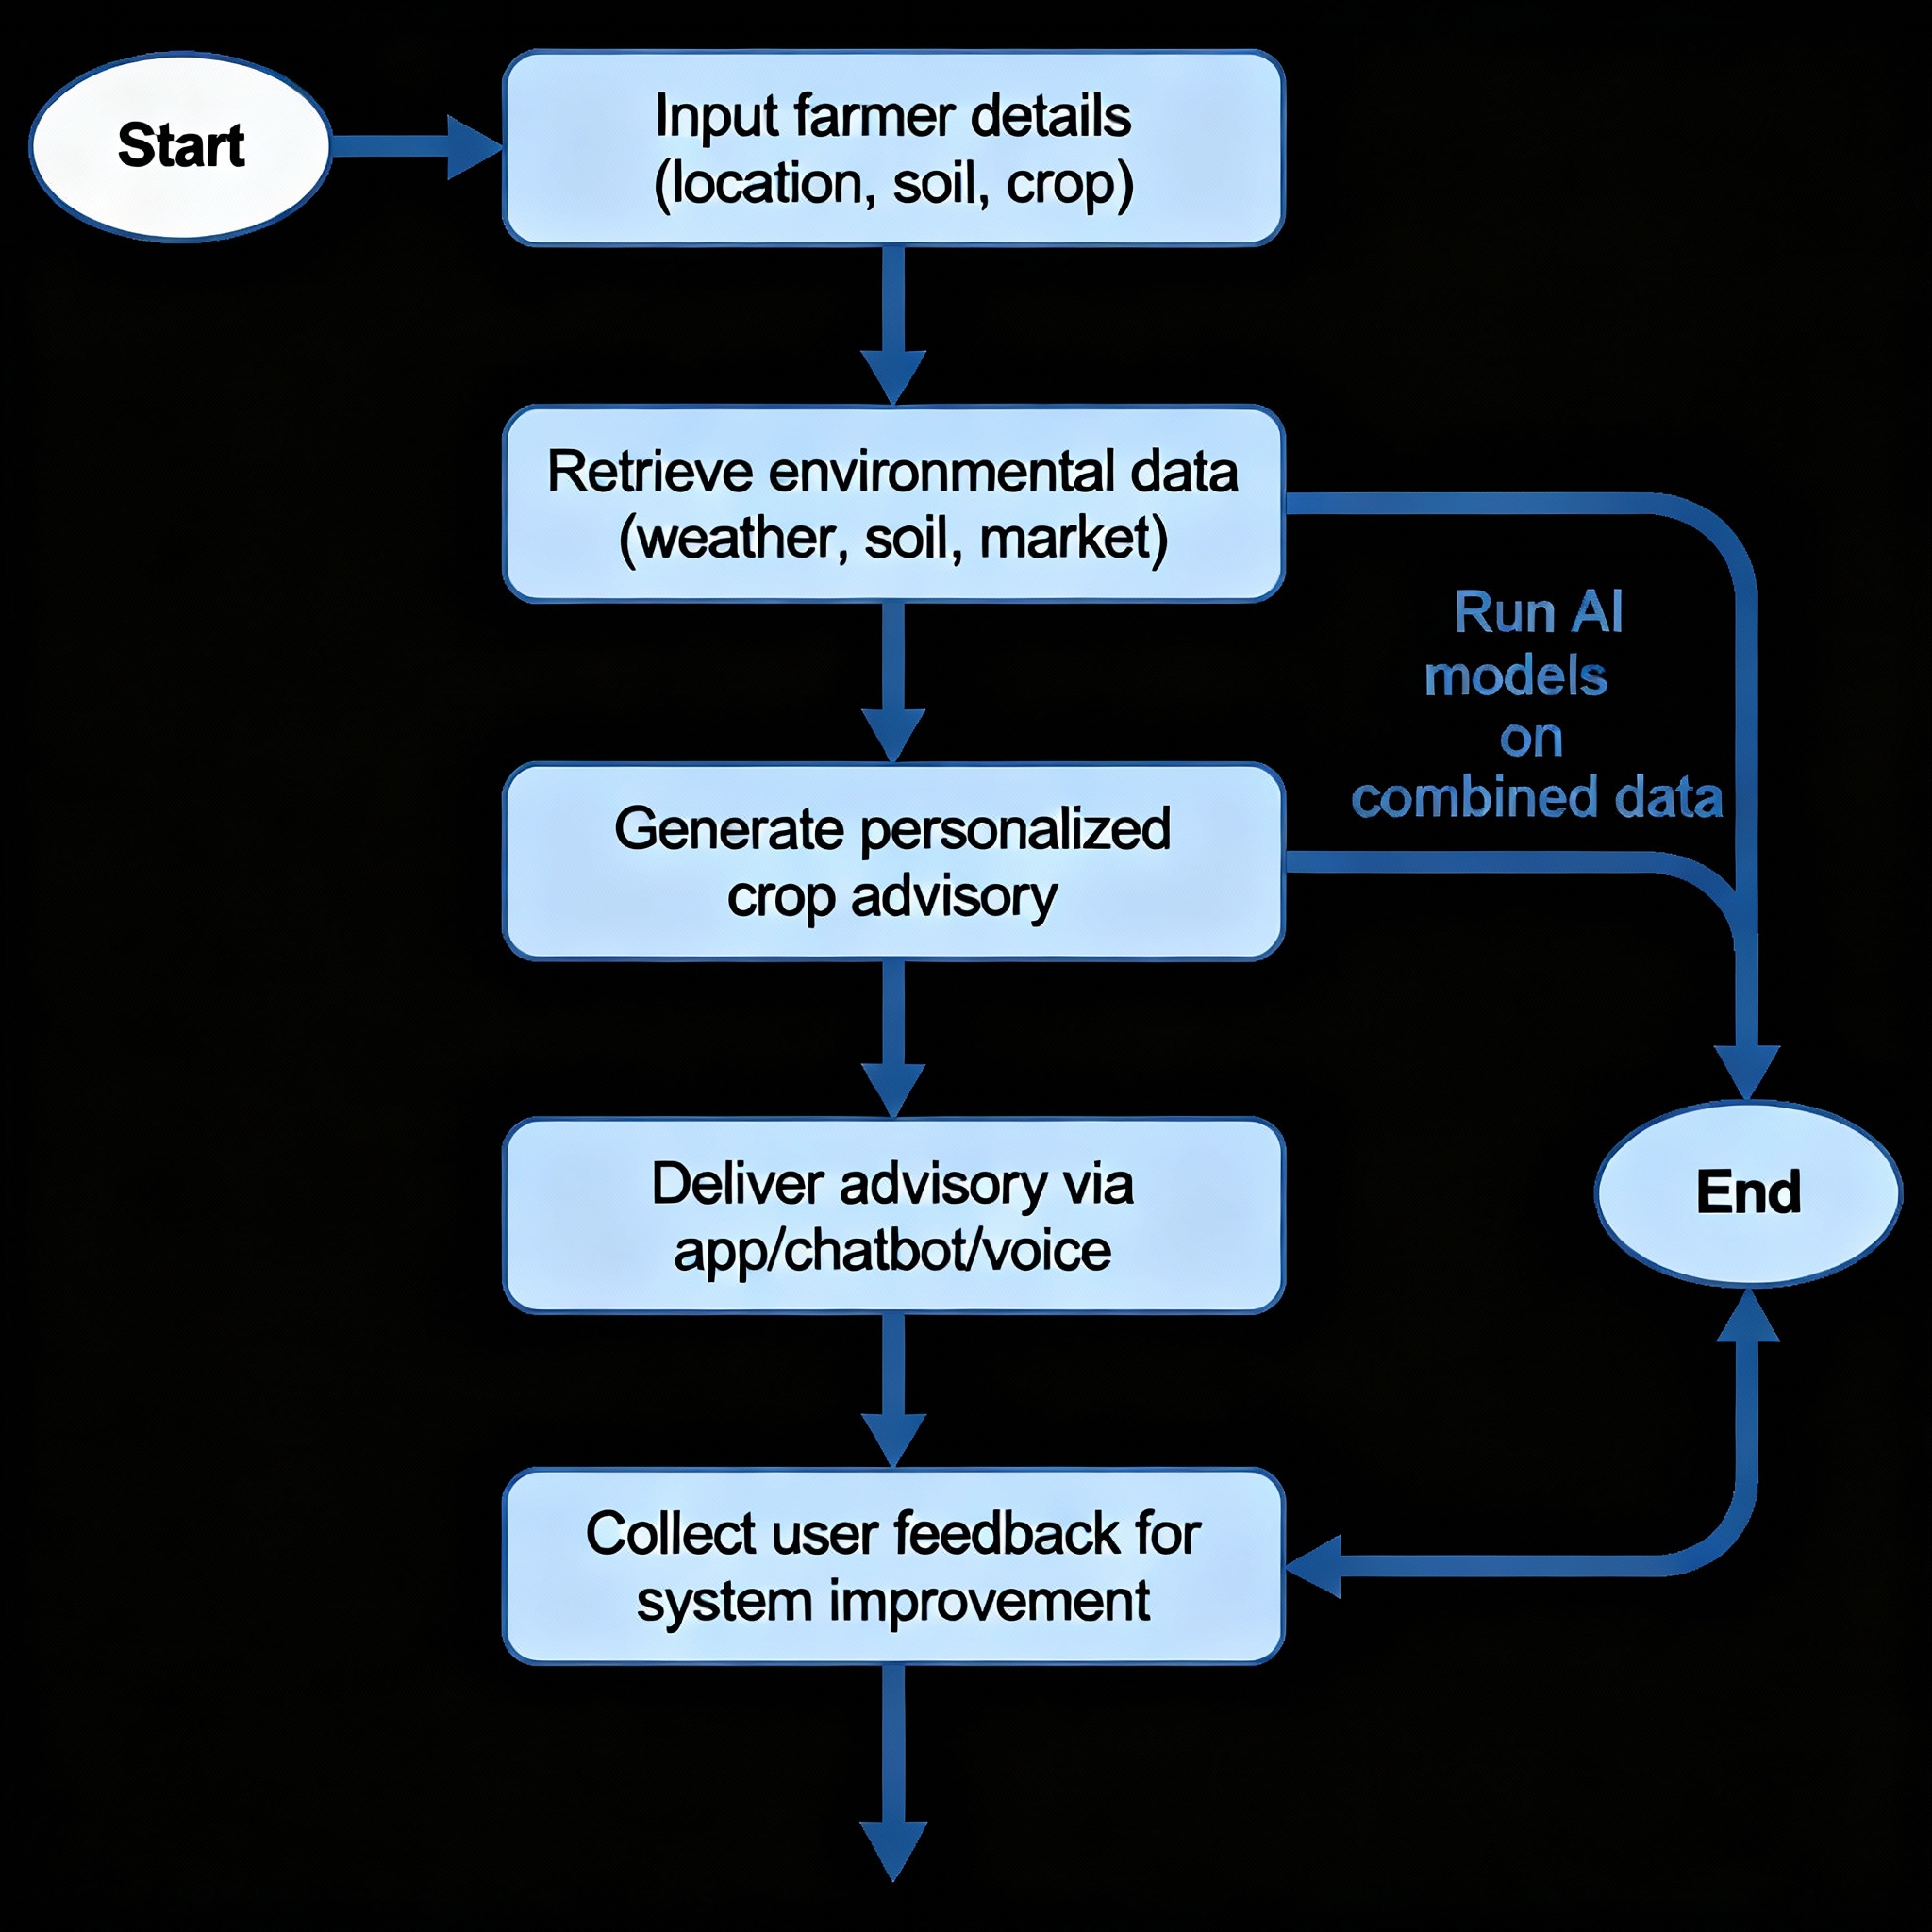 Start
Input farmer details
(location, soil, crop)
Retrieve environmental data
(weather, soil, market)
Run AI
models
on
combined data
Generate personalized
crop advisory
Deliver advisory via
app/chatbot/voice
End
Collect user feedback for
system improvement